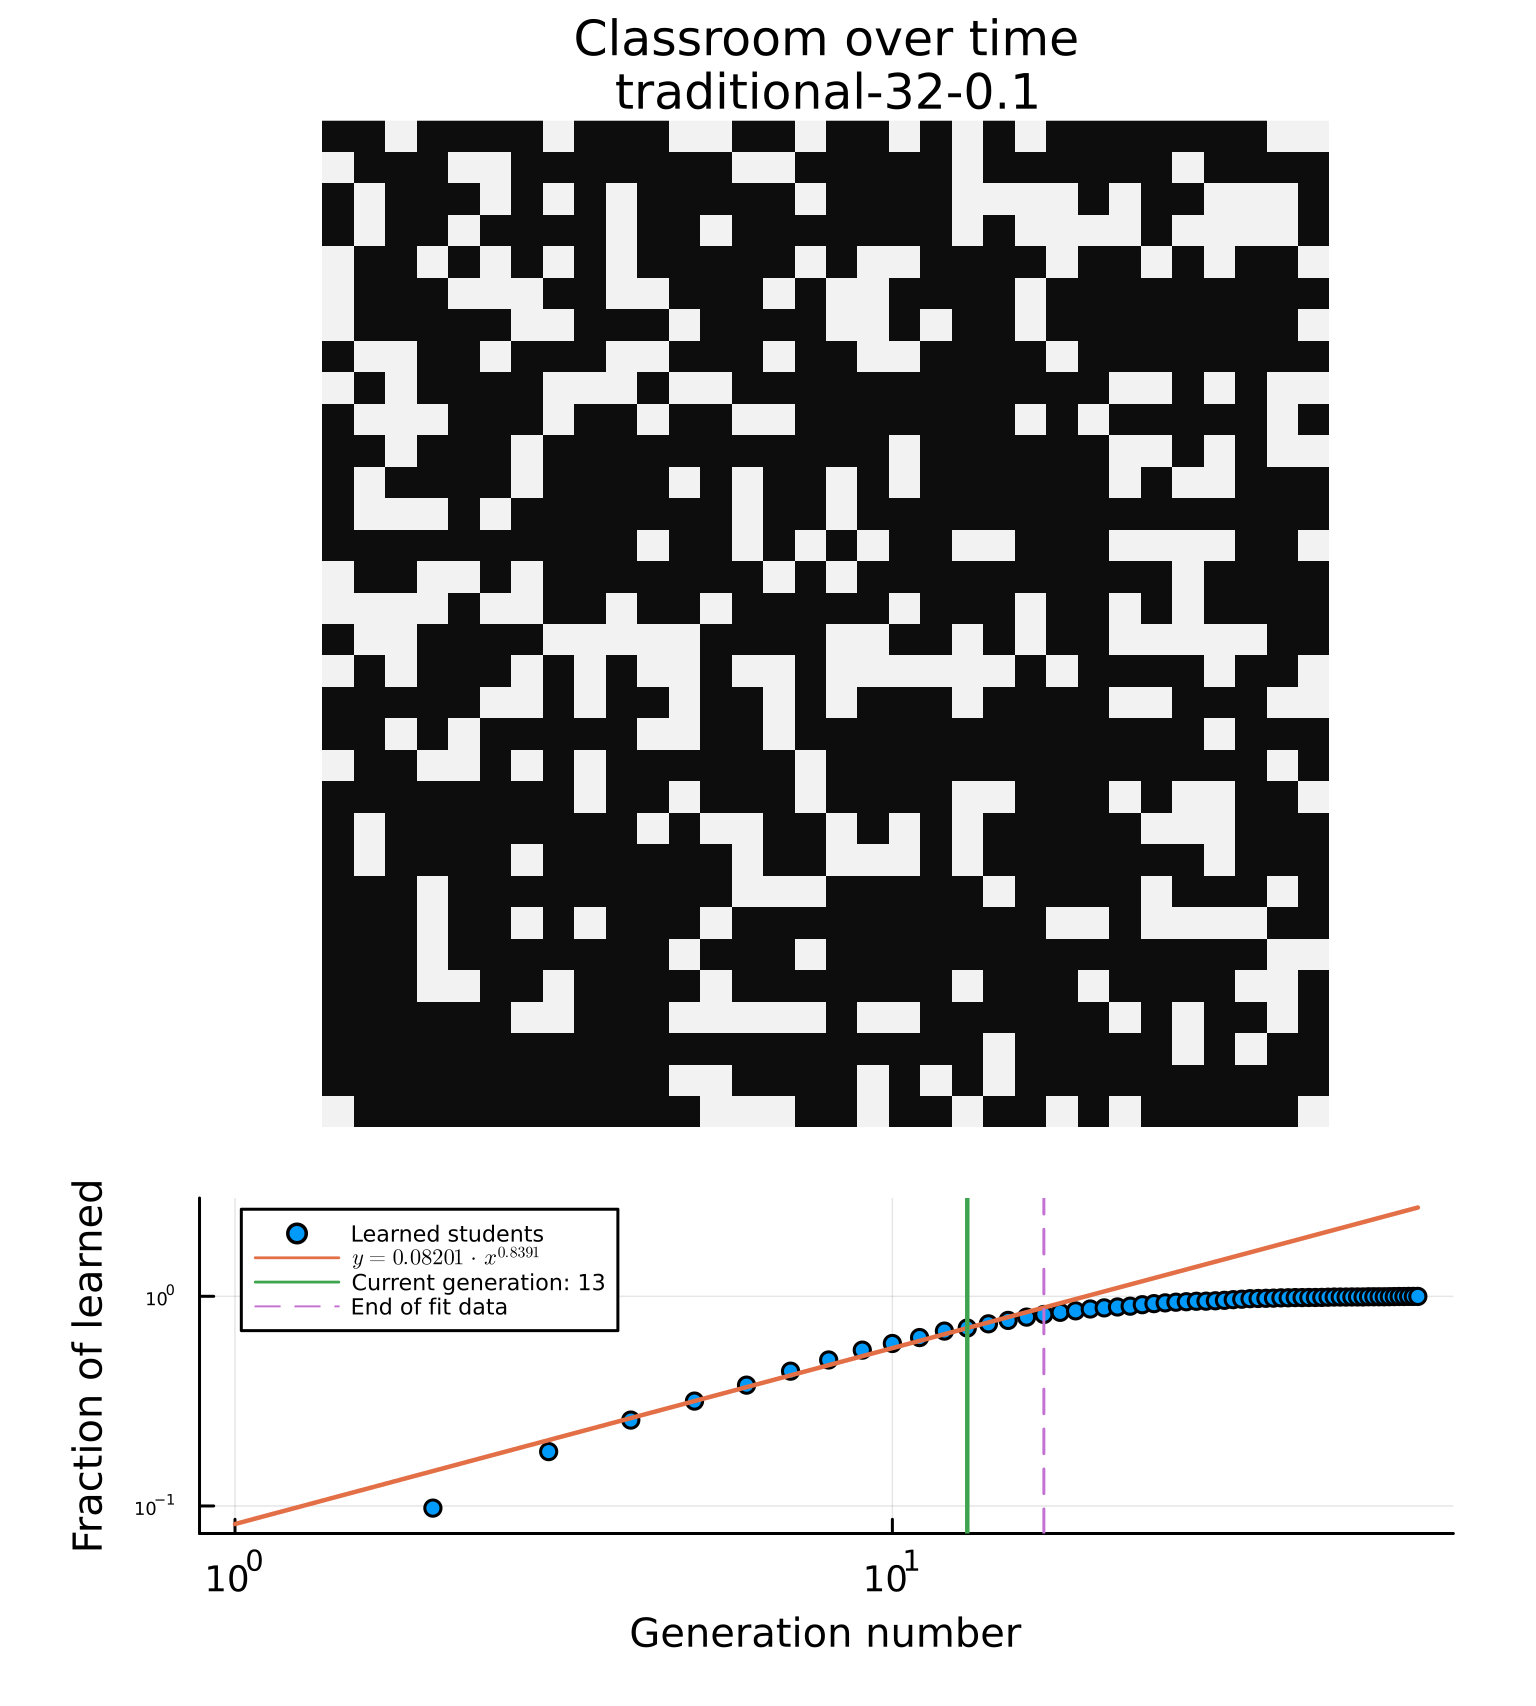 Classroom over time
traditional-32-0.1
Fraction of learned
Learned students
y = 0.08201 · x^0.8391
Current generation: 13
End of fit data
10^0
10^-1
10^0
10^1
Generation number